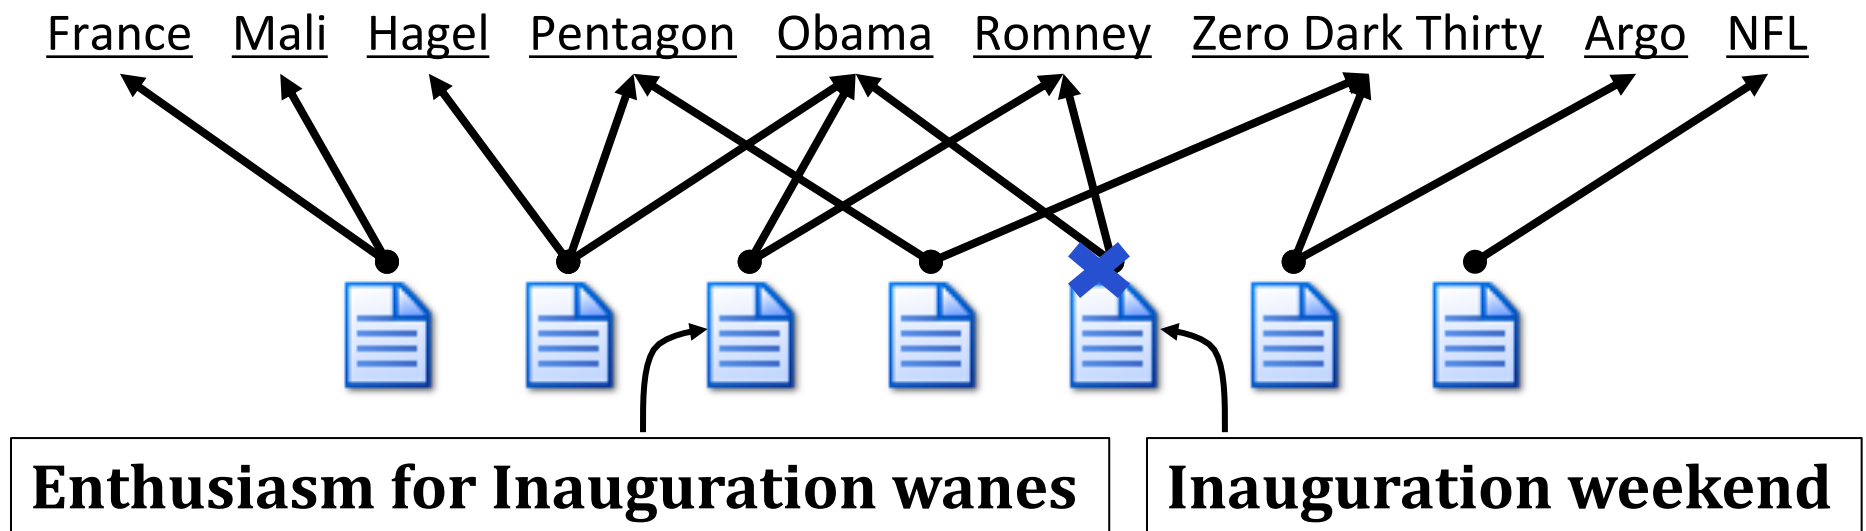 France Mali Hagel Pentagon Obama Romney Zero Dark Thirty Argo NFL
Enthusiasm for Inauguration wanes
Inauguration weekend